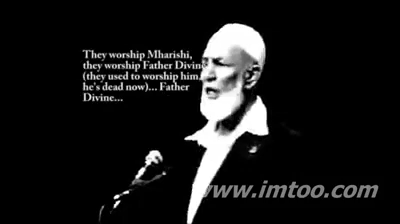 They worship Mharishi,
they worship Father Divine
(they used to worship him,
he's dead now)... Father
Divine...
www.imtoo.com